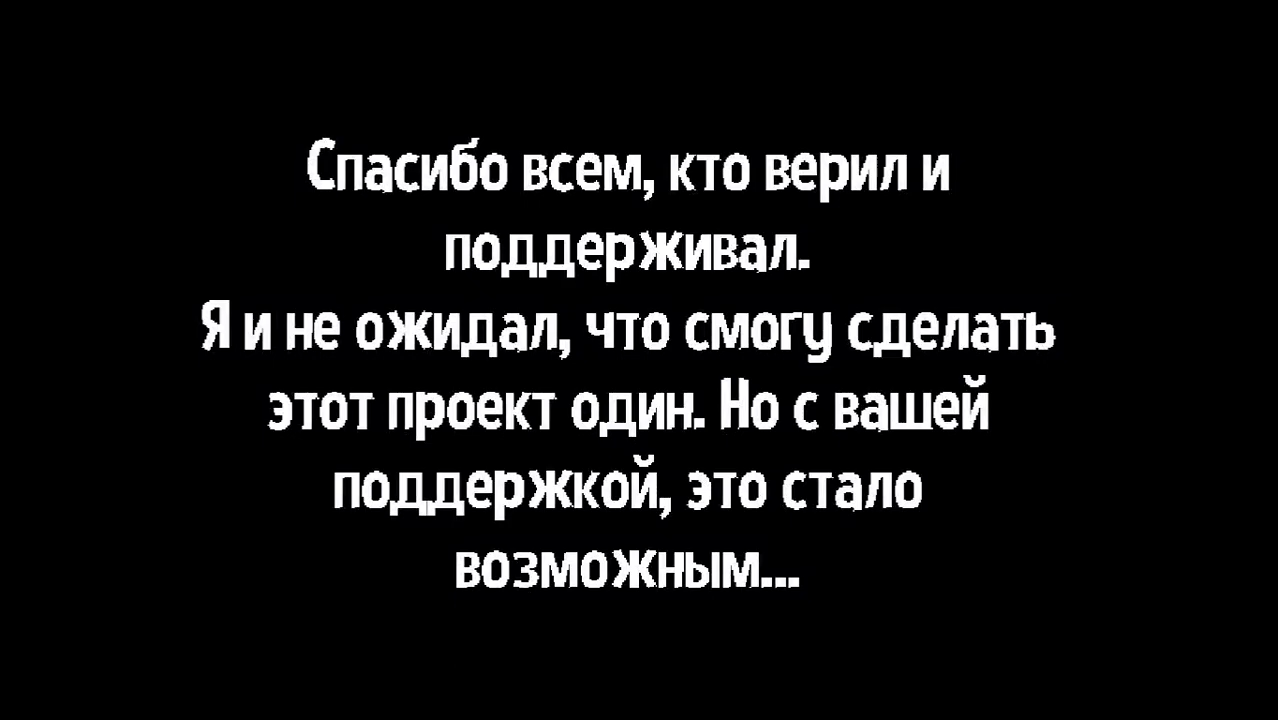 Спасибо всем, кто верил и
поддерживал.
Я и не ожидал, что смогу сделать
этот проект один. Но с вашей
поддержкой, это стало
возможным...